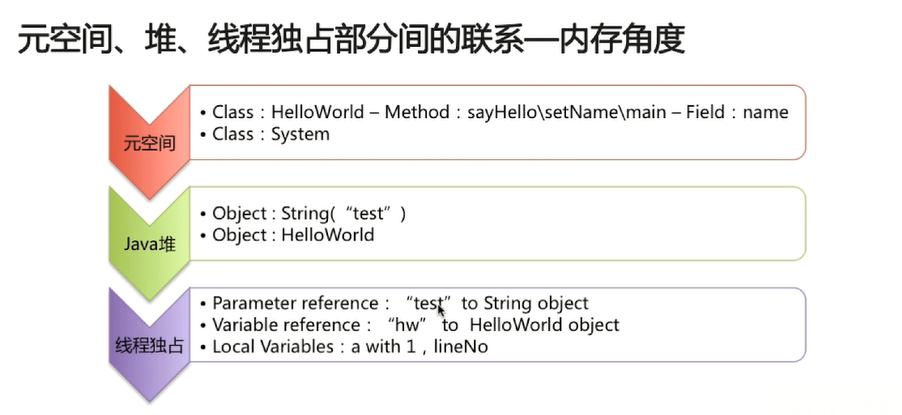 元空间、堆、线程独占部分间的联系—内存角度
元空间
• Class：HelloWorld – Method：sayHello\setName\main – Field：name
• Class：System
Java堆
• Object : String(“test”)
• Object : HelloWorld
线程独占
• Parameter reference：“test” to String object
• Variable reference：“hw” to HelloWorld object
• Local Variables：a with 1 , lineNo